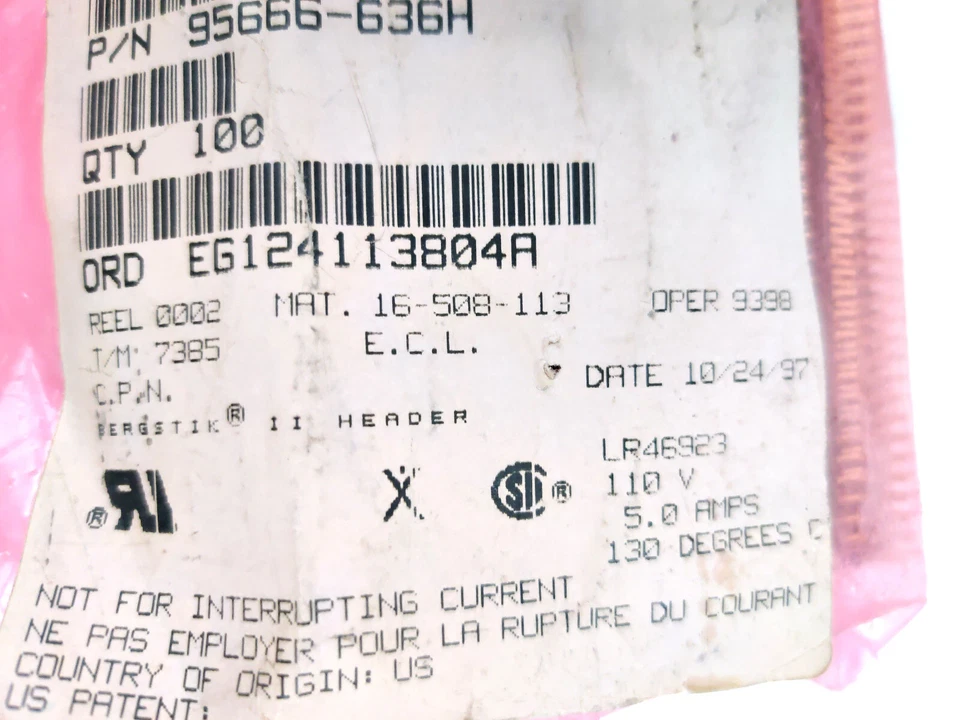 P/N 95666-636H
QTY 100
ORD EG124113804A
REEL 0002 MAT. 16-508-113 OPER 9398
T/M: 7385 E.C.L.
C.P.N. DATE 10/24/97
BERGSTIK® II HEADER
LR46923
110 V
5.0 AMPS
130 DEGREES C
NOT FOR INTERRUPTING CURRENT
NE PAS EMPLOYER POUR LA RUPTURE DU COURANT
COUNTRY OF ORIGIN: US
US PATENT: